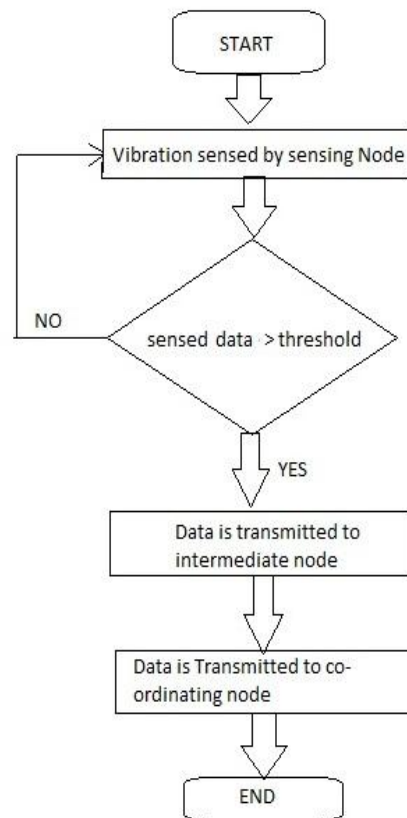 START
Vibration sensed by sensing Node
sensed data > threshold
NO
YES
Data is transmitted to
intermediate node
Data is Transmitted to co-
ordinating node
END